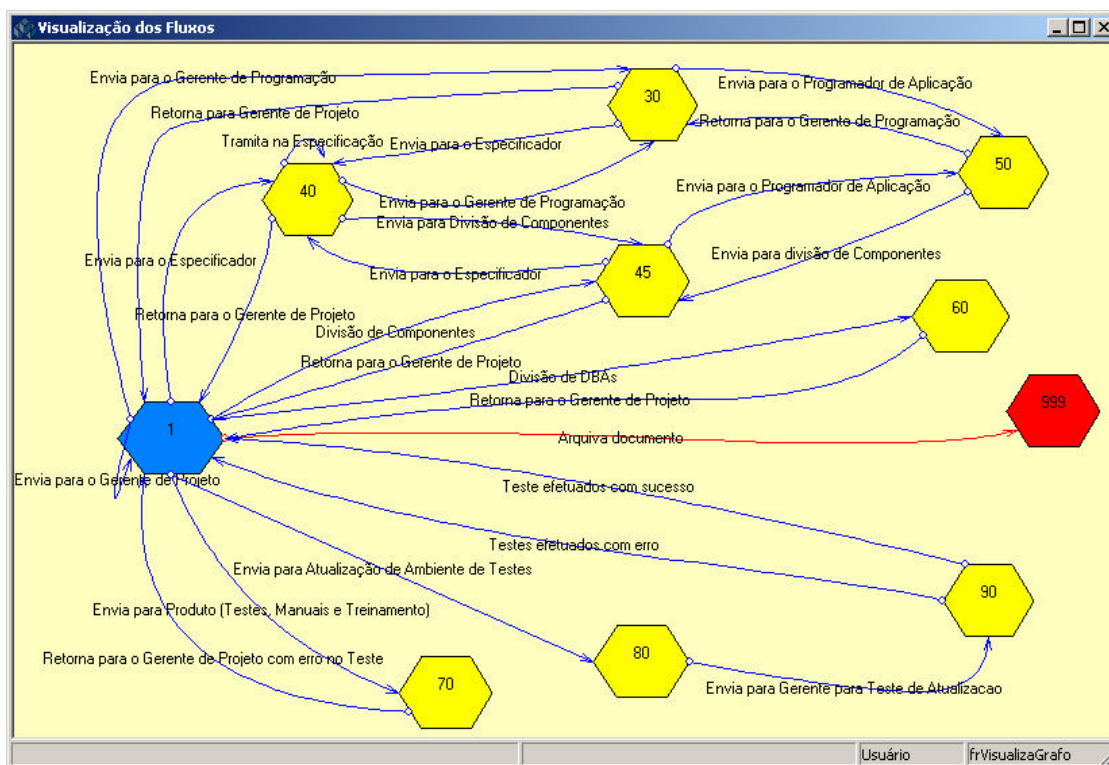 Visualização dos Fluxos
Envia para o Gerente de Programação
30
Envia para o Programador de Aplicação
Retorna para Gerente de Projeto
Retorna para o Gerente de Programação
Tramita na Especificação
Envia para o Especificador
50
40
Envia para o Programador de Aplicação
Envia para o Gerente de Programação
Envia para Divisão de Componentes
Envia para o Especificador
Envia para o Especificador
45
Envia para divisão de Componentes
Retorna para o Gerente de Projeto
60
Divisão de Componentes
Retorna para o Gerente de Projeto
Divisão de DBAs
Retorna para o Gerente de Projeto
999
1
Arquiva documento
Envia para o Gerente de Projeto
Teste efetuados com sucesso
Testes efetuados com erro
Envia para Atualização de Ambiente de Testes
90
Envia para Produto (Testes, Manuais e Treinamento)
Retorna para o Gerente de Projeto com erro no Teste
80
70
Envia para Gerente para Teste de Atualizacao
Usuário
frVisualizaGrafo